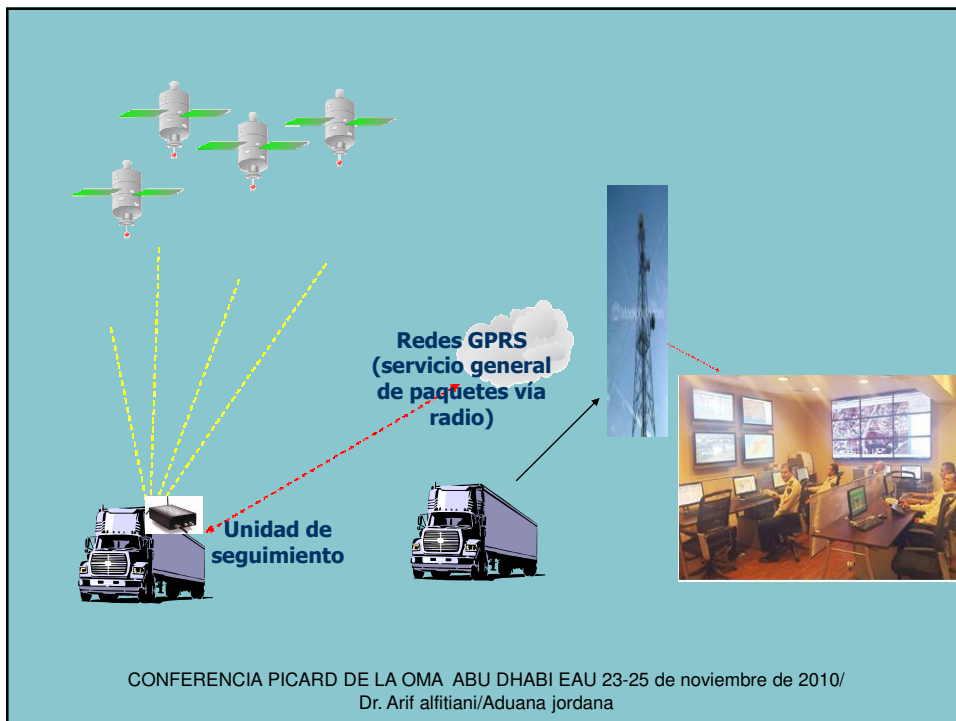 Redes GPRS
(servicio general
de paquetes vía
radio)
Unidad de
seguimiento
CONFERENCIA PICARD DE LA OMA ABU DHABI EAU 23-25 de noviembre de 2010/
Dr. Arif alfitiani/Aduana jordana